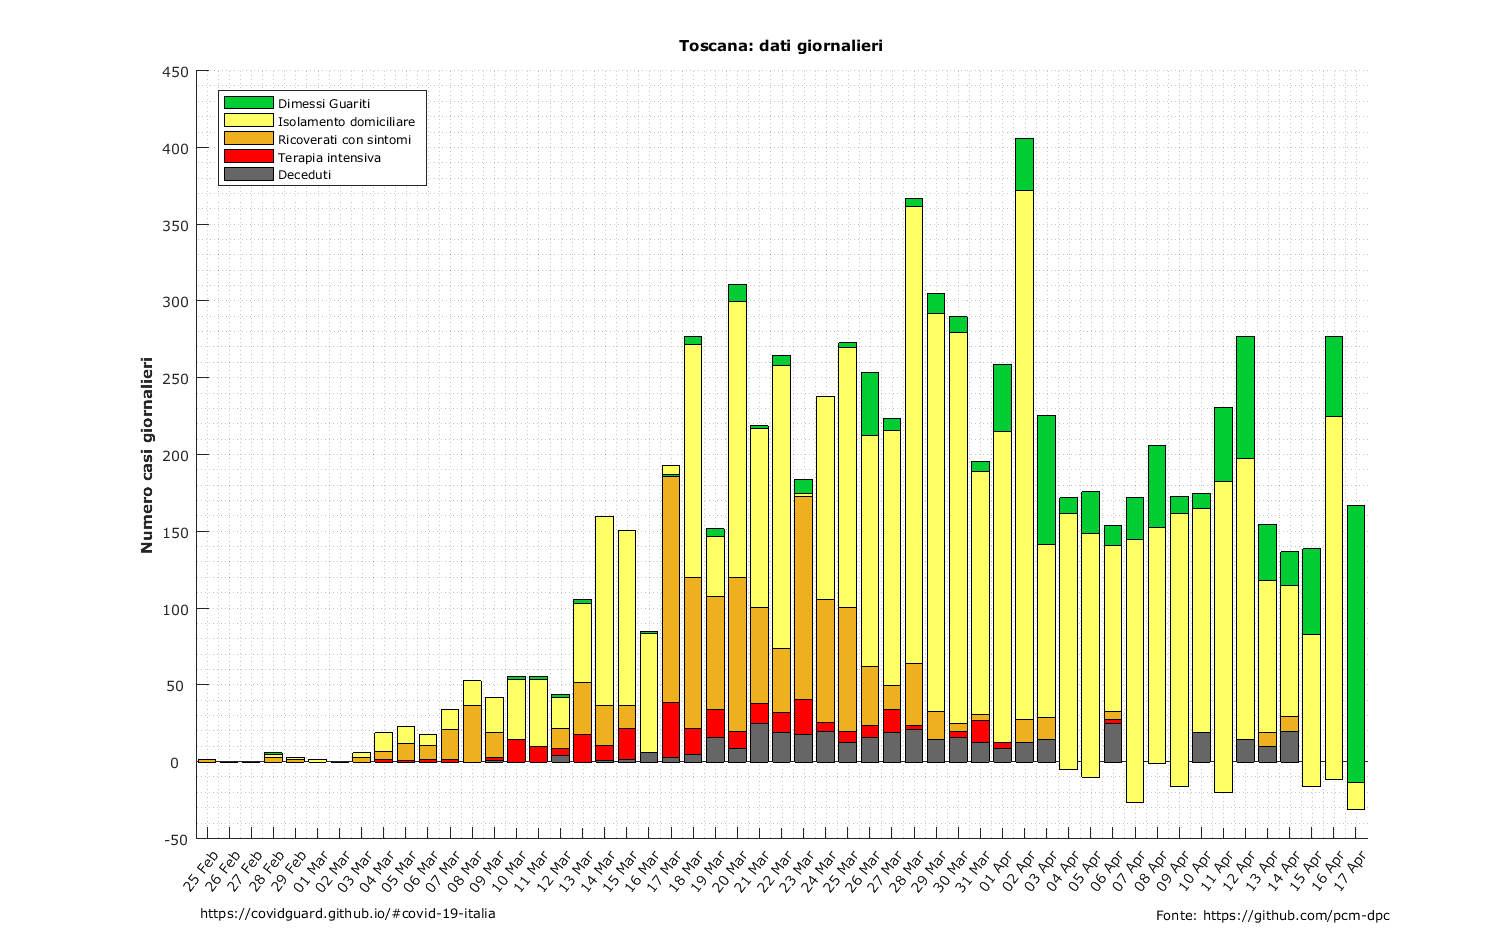 Toscana: dati giornalieri
450
400
350
300
250
200
150
100
50
0
-50
Numero casi giornalieri
Dimessi Guariti
Isolamento domiciliare
Ricoverati con sintomi
Terapia intensiva
Deceduti
25 Feb
26 Feb
27 Feb
28 Feb
29 Feb
01 Mar
02 Mar
03 Mar
04 Mar
05 Mar
06 Mar
07 Mar
08 Mar
09 Mar
10 Mar
11 Mar
12 Mar
13 Mar
14 Mar
15 Mar
16 Mar
17 Mar
18 Mar
19 Mar
20 Mar
21 Mar
22 Mar
23 Mar
24 Mar
25 Mar
26 Mar
27 Mar
28 Mar
29 Mar
30 Mar
31 Mar
01 Apr
02 Apr
03 Apr
04 Apr
05 Apr
06 Apr
07 Apr
08 Apr
09 Apr
10 Apr
11 Apr
12 Apr
13 Apr
14 Apr
15 Apr
16 Apr
17 Apr
https://covidguard.github.io/#covid-19-italia
Fonte: https://github.com/pcm-dpc